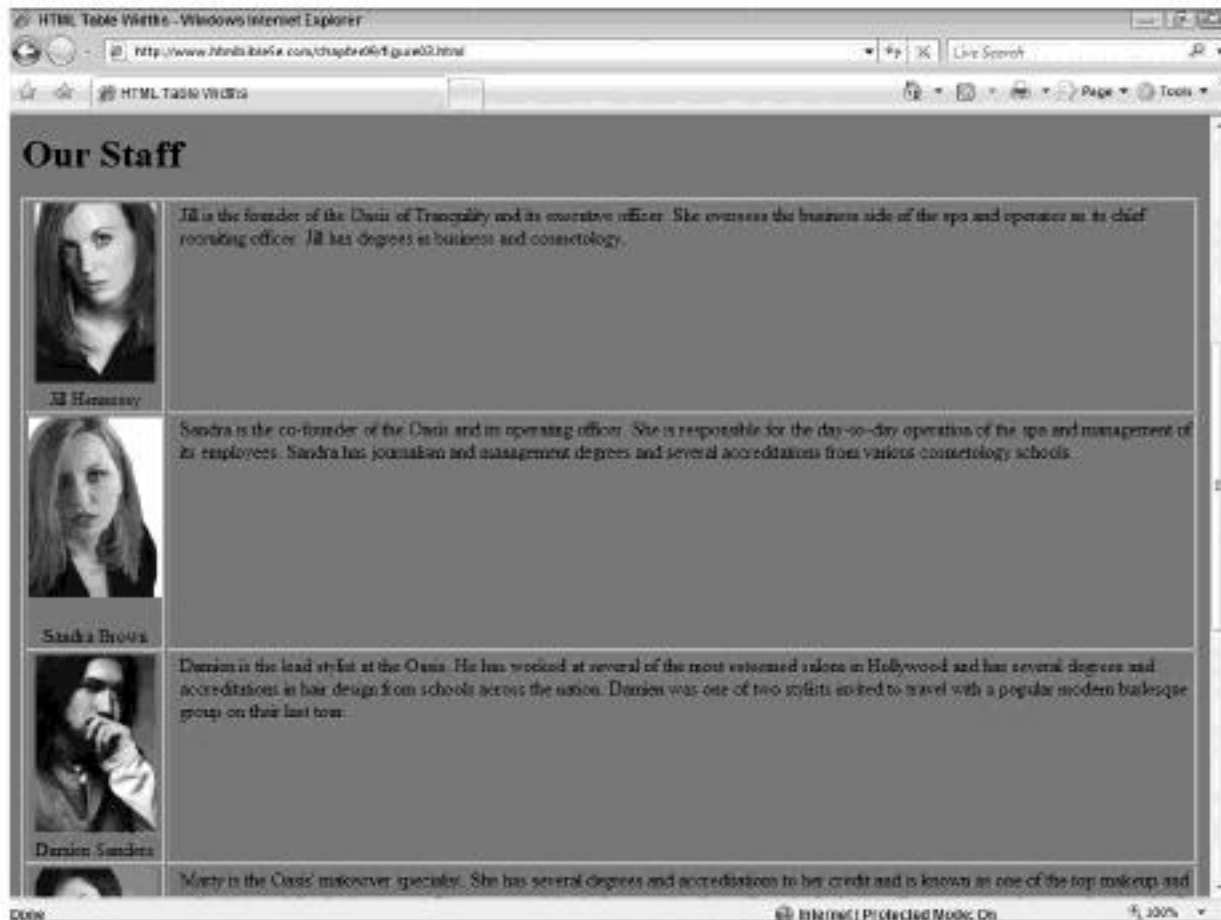 HTML Table Widths - Windows Internet Explorer
Live Search
HTML Table Widths
Page
Tools
Our Staff
Jill is the founder of the Oasis of Tranquility and its executive officer. She oversees the business side of the spa and operates as its chief
recruiting officer. Jill has degrees in business and cosmetology.
Jill Hennessy
Sandra is the co-founder of the Oasis and its operating officer. She is responsible for the day-to-day operation of the spa and management of
its employees. Sandra has journalism and management degrees and several accreditations from various cosmetology schools.
Sandra Brown
Damien is the lead stylist at the Oasis. He has worked at several of the most esteemed salons in Hollywood and has several degrees and
accreditations in hair design from schools across the nation. Damien was one of two stylists invited to travel with a popular modern burlesque
group on their last tour.
Damien Sanders
Marty is the Oasis' makeover specialist. She has several degrees and accreditations to her credit and is known as one of the top makeup and
Done
Internet | Protected Mode: On
100%